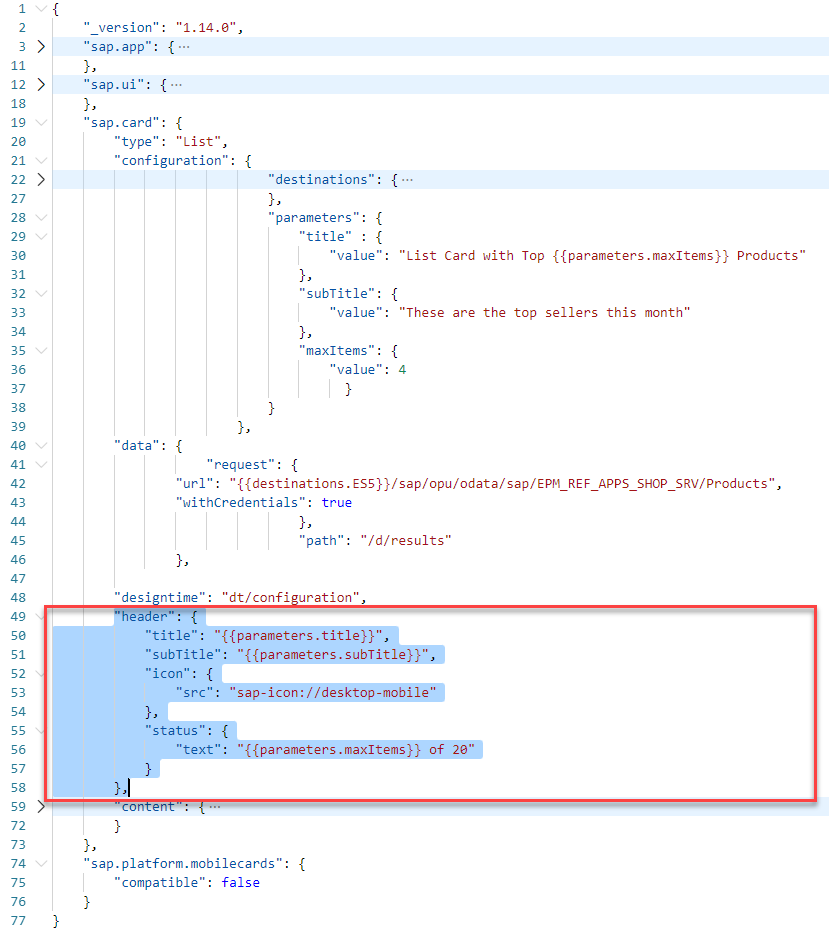 1 {
2 "_version": "1.14.0",
3 "sap.app": { ...
11 },
12 "sap.ui": { ...
18 },
19 "sap.card": {
20 "type": "List",
21 "configuration": {
22 "destinations": { ...
27 },
28 "parameters": {
29 "title" : {
30 "value": "List Card with Top {{parameters.maxItems}} Products"
31 },
32 "subTitle": {
33 "value": "These are the top sellers this month"
34 },
35 "maxItems": {
36 "value": 4
37 }
38 }
39 },
40 "data": {
41 "request": {
42 "url": "{{destinations.ES5}}/sap/opu/odata/sap/EPM_REF_APPS_SHOP_SRV/Products",
43 "withCredentials": true
44 },
45 "path": "/d/results"
46 },
47
48 "designtime": "dt/configuration",
49 "header": {
50 "title": "{{parameters.title}}",
51 "subTitle": "{{parameters.subTitle}}",
52 "icon": {
53 "src": "sap-icon://desktop-mobile"
54 },
55 "status": {
56 "text": "{{parameters.maxItems}} of 20"
57 }
58 },
59 "content": { ...
72 }
73 },
74 "sap.platform.mobilecards": {
75 "compatible": false
76 }
77 }